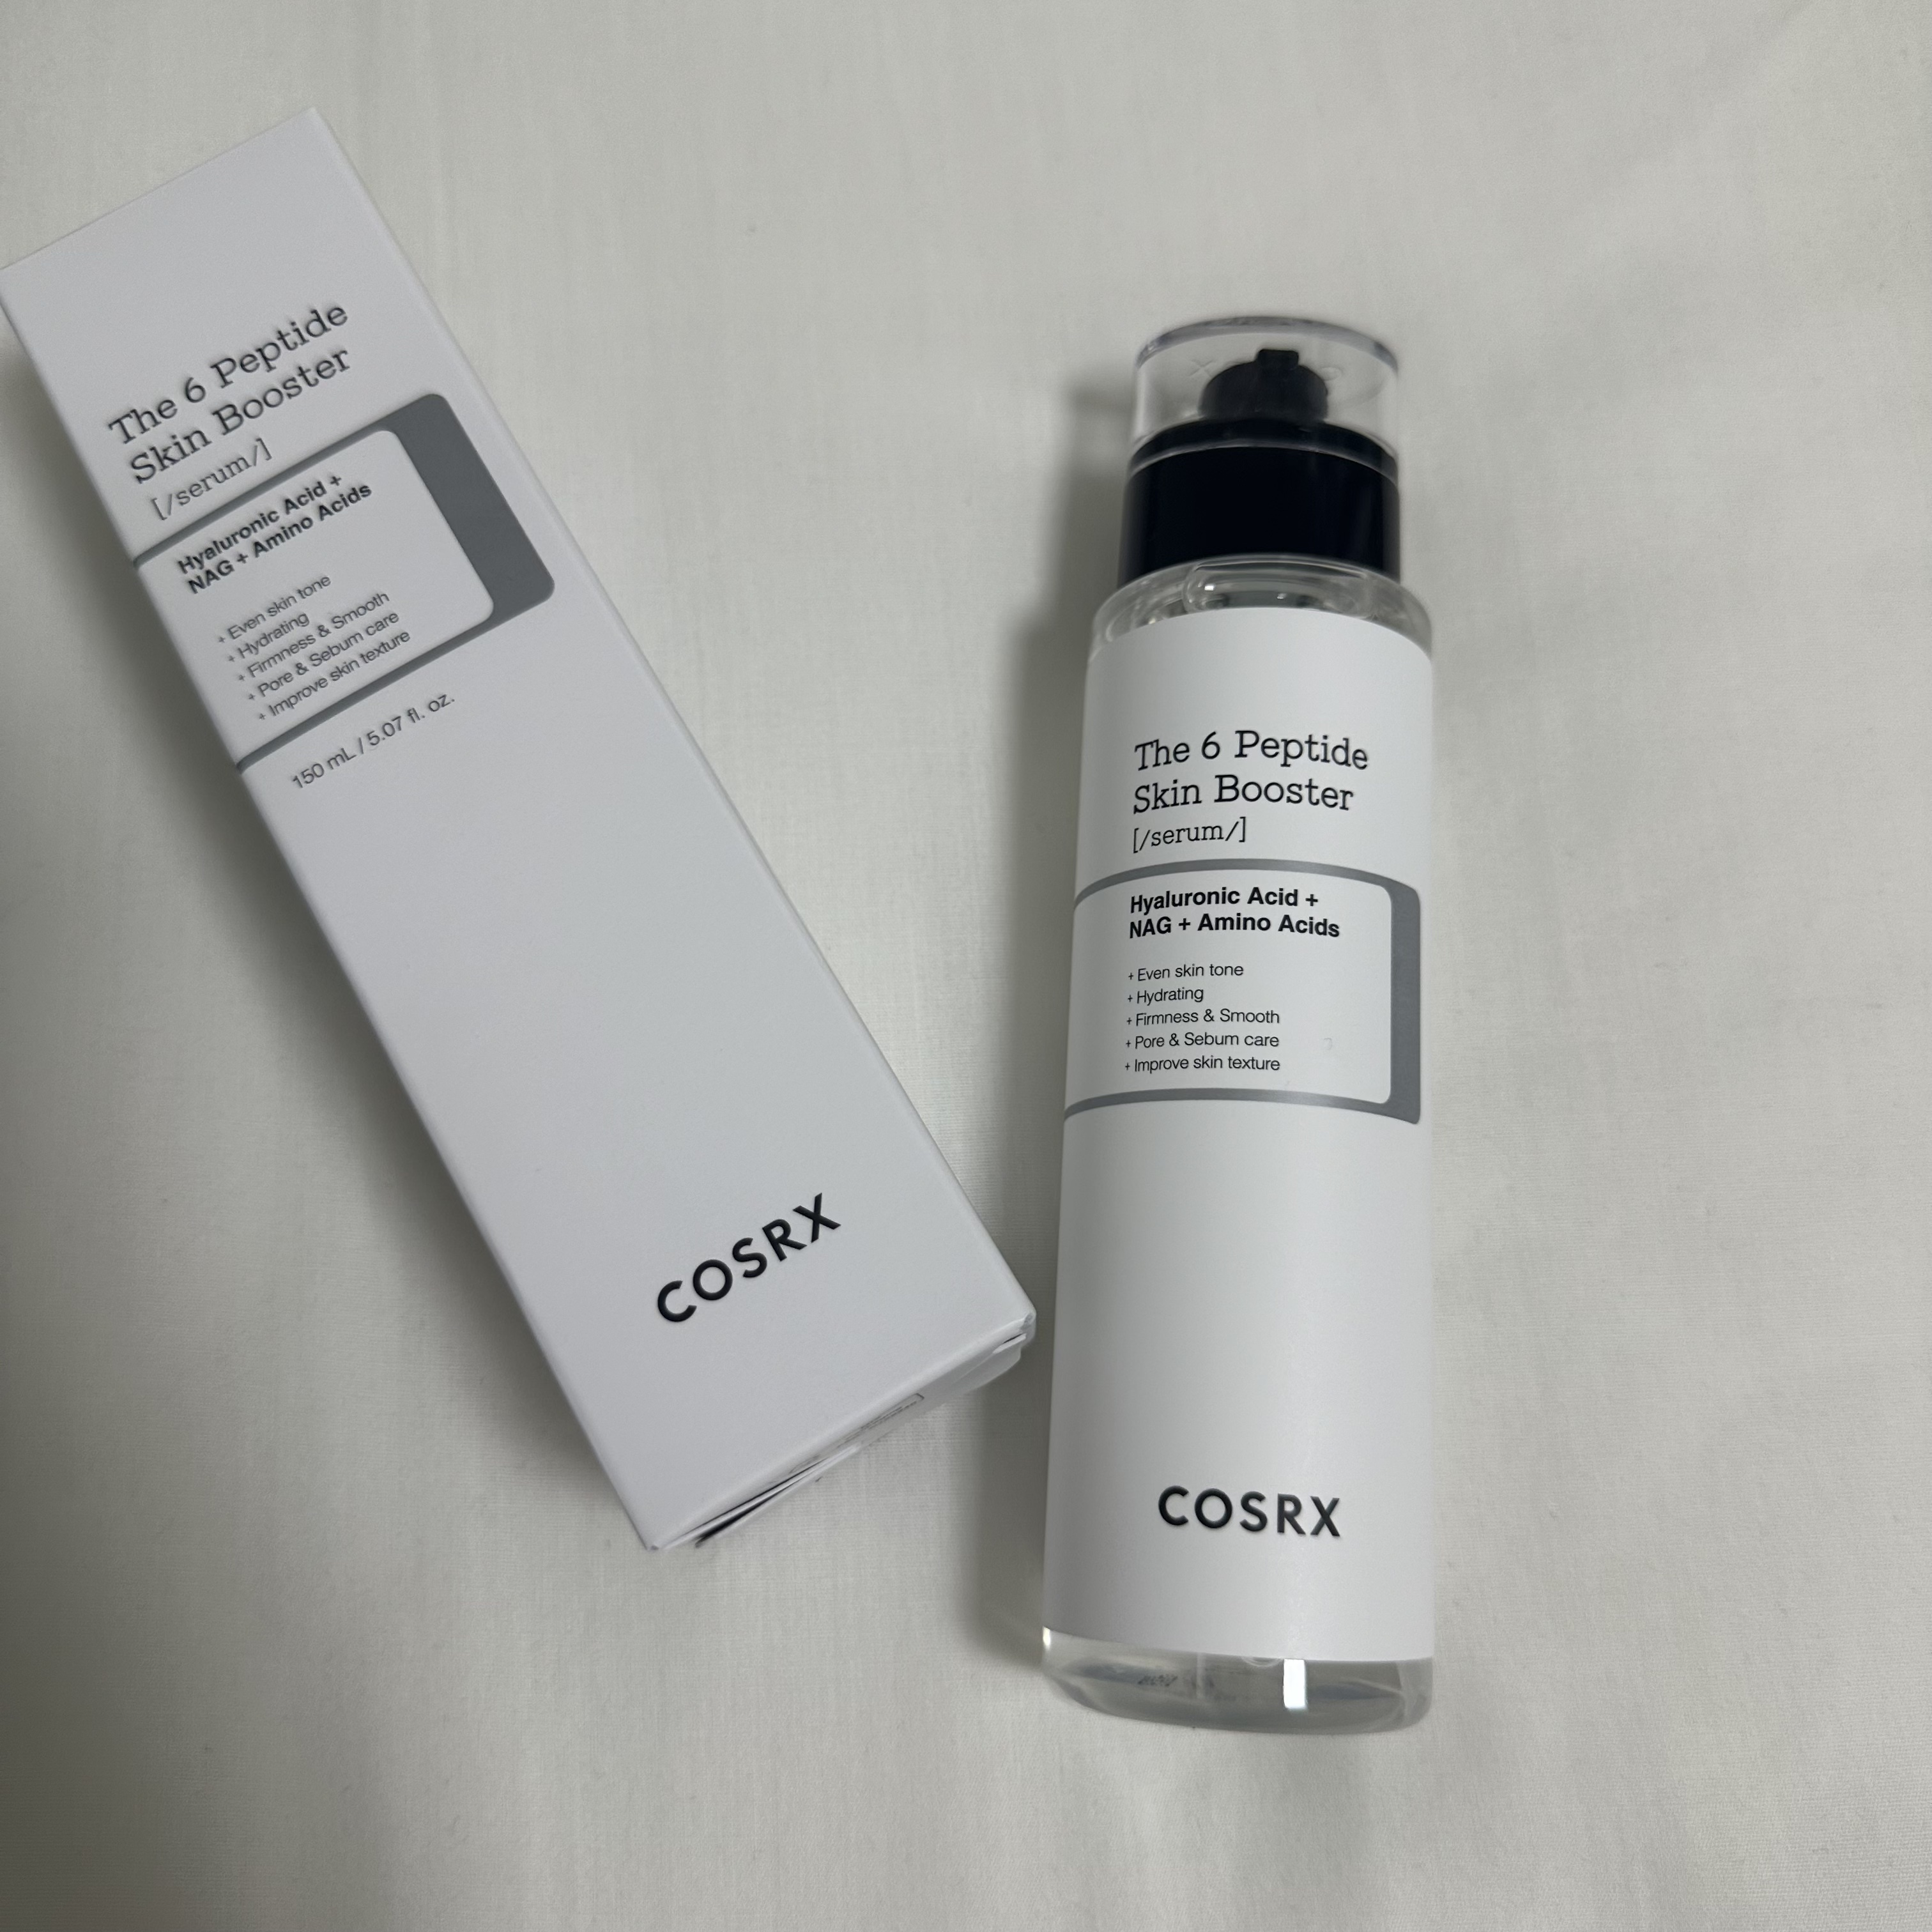 The 6 Peptide
Skin Booster
[/serum/]
Hyaluronic Acid +
NAG + Amino Acids
+ Even skin tone
+ Hydrating
+ Firmness & Smooth
+ Pore & Sebum care
+ Improve skin texture
150 mL / 5.07 fl. oz.
COSRX
The 6 Peptide
Skin Booster
[/serum/]
Hyaluronic Acid +
NAG + Amino Acids
+ Even skin tone
+ Hydrating
+ Firmness & Smooth
+ Pore & Sebum care
+ Improve skin texture
COSRX